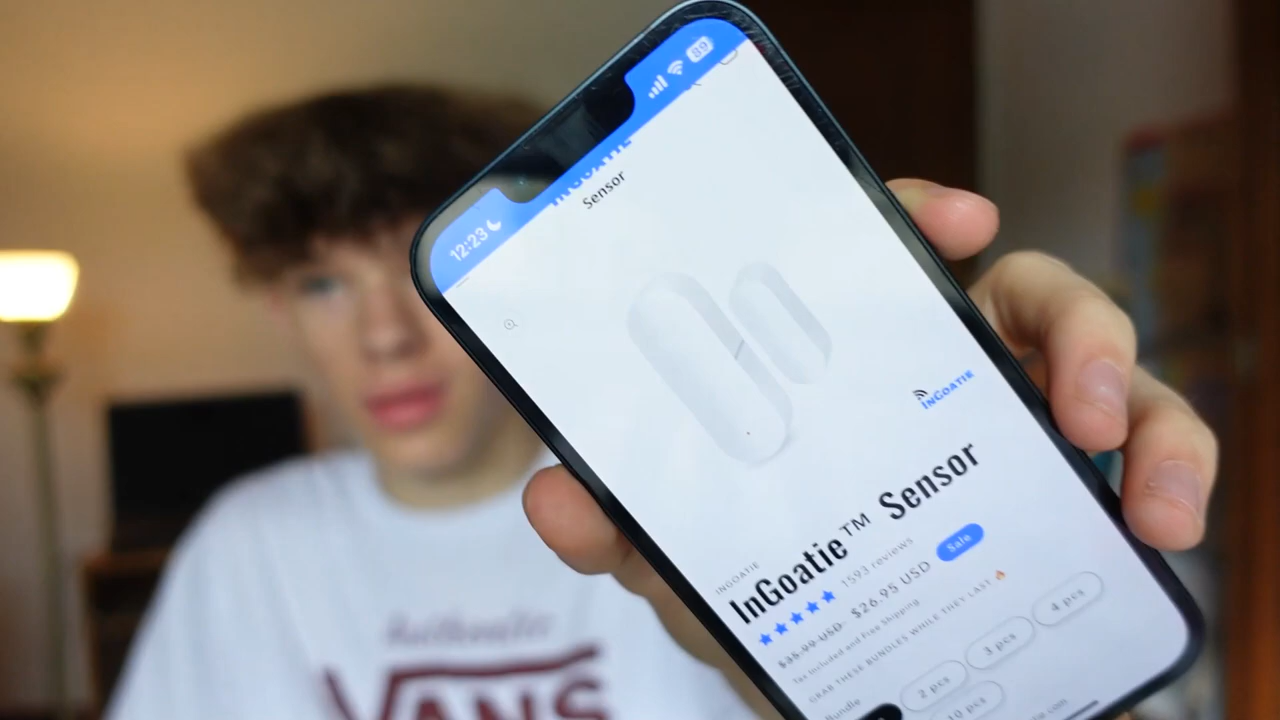 12:23
89
INGOATIE
Sensor
INGOATIE
INGOATIE
InGoatie™ Sensor
1593 reviews
$35.99 USD $26.95 USD Sale
Tax Included and Free Shipping
GRAB THESE BUNDLES WHILE THEY LAST 🔥
Bundle
2 pcs
3 pcs
4 pcs
10 pcs
Authentic
VANS